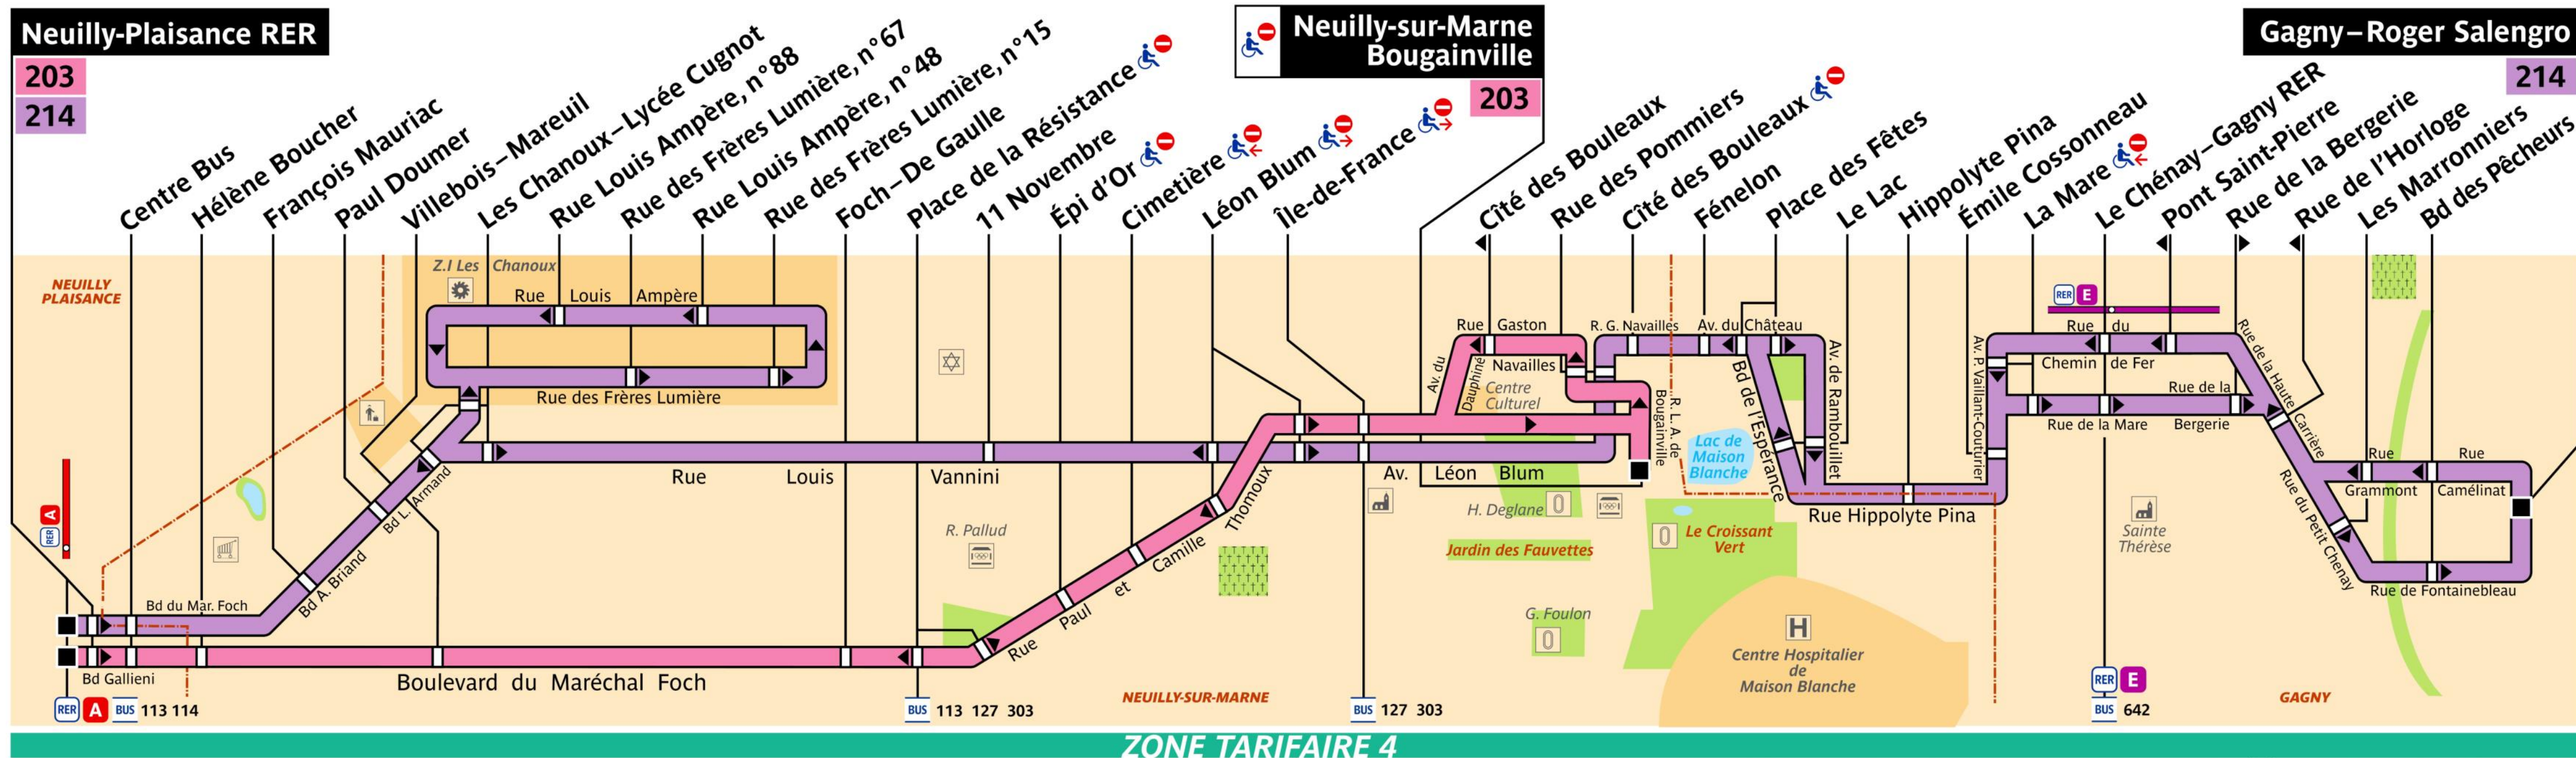 Neuilly-Plaisance RER
203
214
Neuilly-sur-Marne
Bougainville
203
Gagny–Roger Salengro
214
Centre Bus
Hélène Boucher
François Mauriac
Paul Doumer
Villebois–Mareuil
Les Chanoux–Lycée Cugnot
Rue Louis Ampère, n°88
Rue des Frères Lumière, n°67
Rue Louis Ampère, n°48
Rue des Frères Lumière, n°15
Foch–De Gaulle
Place de la Résistance
11 Novembre
Épi d'Or
Cimetière
Léon Blum
Île-de-France
Cîté des Bouleaux
Rue des Pommiers
Cîté des Bouleaux
Fénelon
Place des Fêtes
Le Lac
Hippolyte Pina
Émile Cossonneau
La Mare
Le Chénay–Gagny RER
Pont Saint-Pierre
Rue de la Bergerie
Rue de l'Horloge
Les Marronniers
Bd des Pêcheurs
NEUILLY
PLAISANCE
Z.I Les Chanoux
Rue Louis Ampère
Rue des Frères Lumière
Rue Louis Vannini
Bd L. Armand
Bd A. Briand
Bd du Mar. Foch
Bd Gallieni
Boulevard du Maréchal Foch
RER A
RER A BUS 113 114
R. Pallud
Rue Paul et Camille Thomoux
BUS 113 127 303
NEUILLY-SUR-MARNE
BUS 127 303
Av. Léon Blum
Av. du
Dauphiné
Rue Gaston
Navailles
Centre
Culturel
Bougainville
R. L. A. de
R. G. Navailles
Av. du Château
Bd de l'Espérance
Av. de Rambouillet
Lac de
Maison
Blanche
H. Deglane
Jardin des Fauvettes
G. Foulon
Le Croissant
Vert
H
Centre Hospitalier
de
Maison Blanche
Rue Hippolyte Pina
Av. P. Vaillant-Couturier
RER E
Rue du
Chemin de Fer
Rue de la
Rue de la Mare Bergerie
Rue de la Haute Carrière
Rue du Petit Chenay
Rue Rue
Grammont Camélinat
Rue de Fontainebleau
Sainte
Thérèse
RER E
BUS 642
GAGNY
ZONE TARIFAIRE 4